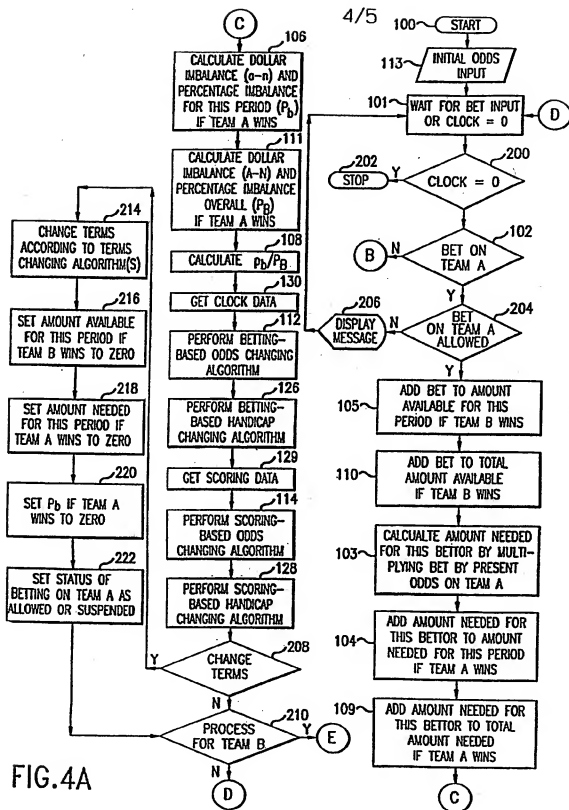 4/5
100
START
113
INITIAL ODDS
INPUT
101
WAIT FOR BET INPUT
OR CLOCK = 0
D
200
CLOCK = 0
Y
202
STOP
N
102
BET ON
TEAM A
N
B
Y
204
BET
ON TEAM A
ALLOWED
N
206
DISPLAY
MESSAGE
Y
105
ADD BET TO AMOUNT
AVAILABLE FOR THIS
PERIOD IF TEAM B WINS
110
ADD BET TO TOTAL
AMOUNT AVAILABLE
IF TEAM B WINS
103
CALCUALTE AMOUNT NEEDED
FOR THIS BETTOR BY MULTI-
PLYING BET BY PRESENT
ODDS ON TEAM A
104
ADD AMOUNT NEEDED FOR
THIS BETTOR TO AMOUNT
NEEDED FOR THIS PERIOD
IF TEAM A WINS
109
ADD AMOUNT NEEDED FOR
THIS BETTOR TO TOTAL
AMOUNT NEEDED
IF TEAM A WINS
C
C
106
CALCULATE DOLLAR
IMBALANCE (a-n) AND
PERCENTAGE IMBALANCE
FOR THIS PERIOD (Pb)
IF TEAM A WINS
111
CALCULATE DOLLAR
IMBALANCE (A-N) AND
PERCENTAGE IMBALANCE
OVERALL (PB)
IF TEAM A WINS
108
CALCULATE Pb/PB
130
GET CLOCK DATA
112
PERFORM BETTING-
BASED ODDS CHANGING
ALGORITHM
126
PERFORM BETTING-
BASED HANDICAP
CHANGING ALGORITHM
129
GET SCORING DATA
114
PERFORM SCORING-
BASED ODDS
CHANGING ALGORITHM
128
PERFORM SCORING-
BASED HANDICAP
CHANGING ALGORITHM
208
CHANGE
TERMS
Y
N
210
PROCESS
FOR TEAM B
Y
E
N
D
214
CHANGE TERMS
ACCORDING TO TERMS
CHANGING ALGORITHM(S)
216
SET AMOUNT AVAILABLE
FOR THIS PERIOD IF
TEAM B WINS TO ZERO
218
SET AMOUNT NEEDED
FOR THIS PERIOD IF
TEAM A WINS TO ZERO
220
SET Pb IF TEAM A
WINS TO ZERO
222
SET STATUS OF
BETTING ON TEAM A AS
ALLOWED OR SUSPENDED
FIG.4A